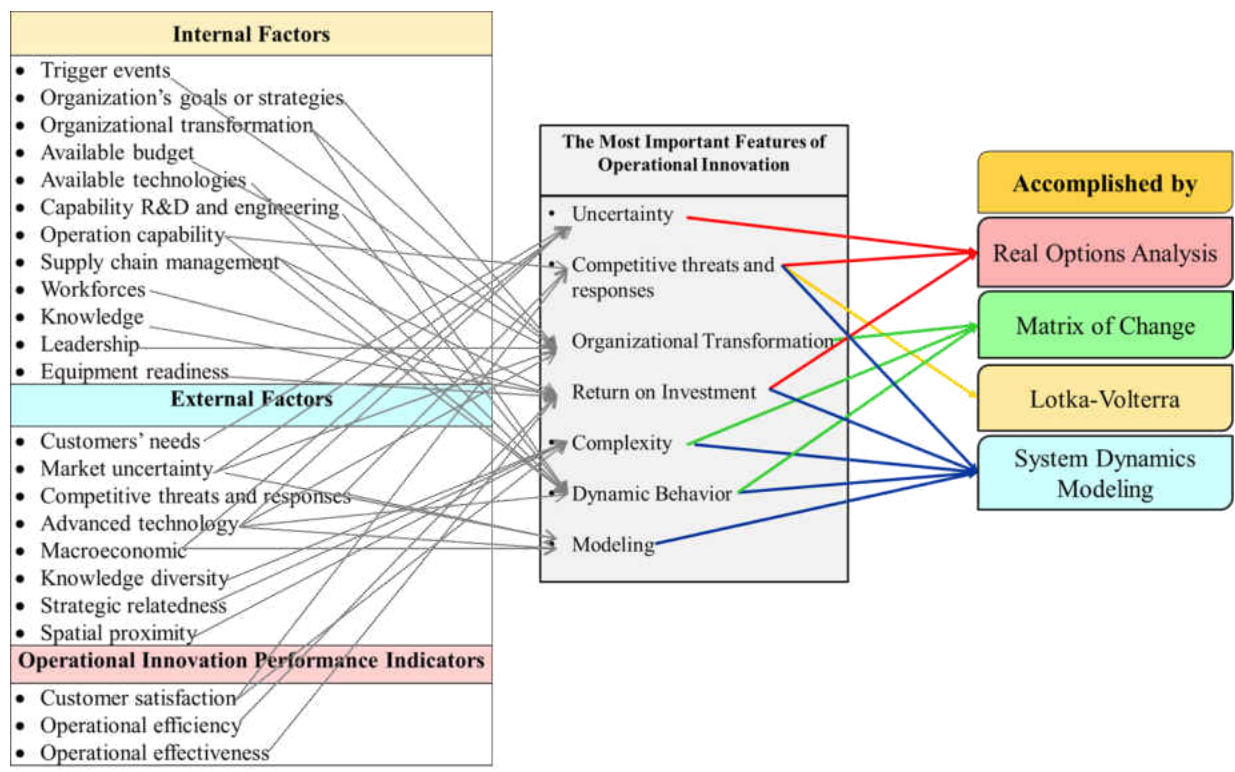 Internal Factors
• Trigger events
• Organization's goals or strategies
• Organizational transformation
• Available budget
• Available technologies
• Capability R&D and engineering
• Operation capability
• Supply chain management
• Workforces
• Knowledge
• Leadership
• Equipment readiness
External Factors
• Customers' needs
• Market uncertainty
• Competitive threats and responses
• Advanced technology
• Macroeconomic
• Knowledge diversity
• Strategic relatedness
• Spatial proximity
Operational Innovation Performance Indicators
• Customer satisfaction
• Operational efficiency
• Operational effectiveness
The Most Important Features of
Operational Innovation
• Uncertainty
• Competitive threats and
responses
• Organizational Transformation
• Return on Investment
• Complexity
• Dynamic Behavior
• Modeling
Accomplished by
Real Options Analysis
Matrix of Change
Lotka-Volterra
System Dynamics
Modeling